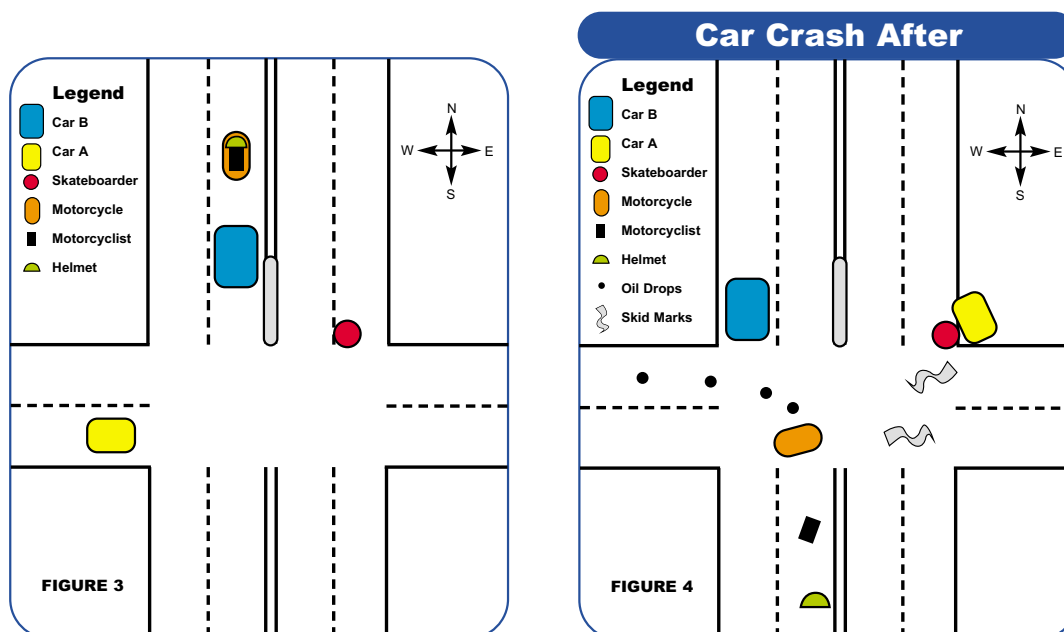 Car Crash After
Legend
Car B
Car A
Skateboarder
Motorcycle
Motorcyclist
Helmet
N
W E
S
FIGURE 3
Legend
Car B
Car A
Skateboarder
Motorcycle
Motorcyclist
Helmet
Oil Drops
Skid Marks
N
W E
S
FIGURE 4